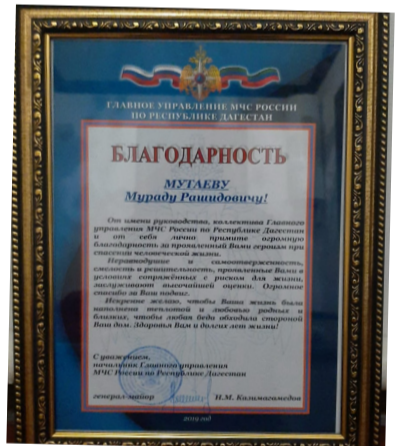 ГЛАВНОЕ УПРАВЛЕНИЕ МЧС РОССИИ
ПО РЕСПУБЛИКЕ ДАГЕСТАН
БЛАГОДАРНОСТЬ
МУТАЕВУ
Мураду Рашидовичу!
От имени руководства, коллектива Главного
управления МЧС России по Республике Дагестан
и от себя лично примите огромную
благодарность за проявленный Вами героизм при
спасении человеческой жизни.
Неравнодушие и самоотверженность,
смелость и решительность, проявленные Вами в
условиях сопряжённых с риском для жизни,
заслуживают высочайшей оценки. Огромное
спасибо за Ваш подвиг.
Искренне желаю, чтобы Ваша жизнь была
наполнена теплотой и любовью родных и
близких, чтобы любая беда обходила стороной
Ваш дом. Здоровья Вам и долгих лет жизни!
С уважением,
начальник Главного управления
МЧС России по Республике Дагестан
генерал-майор Н.М. Казимагамедов
2019 год